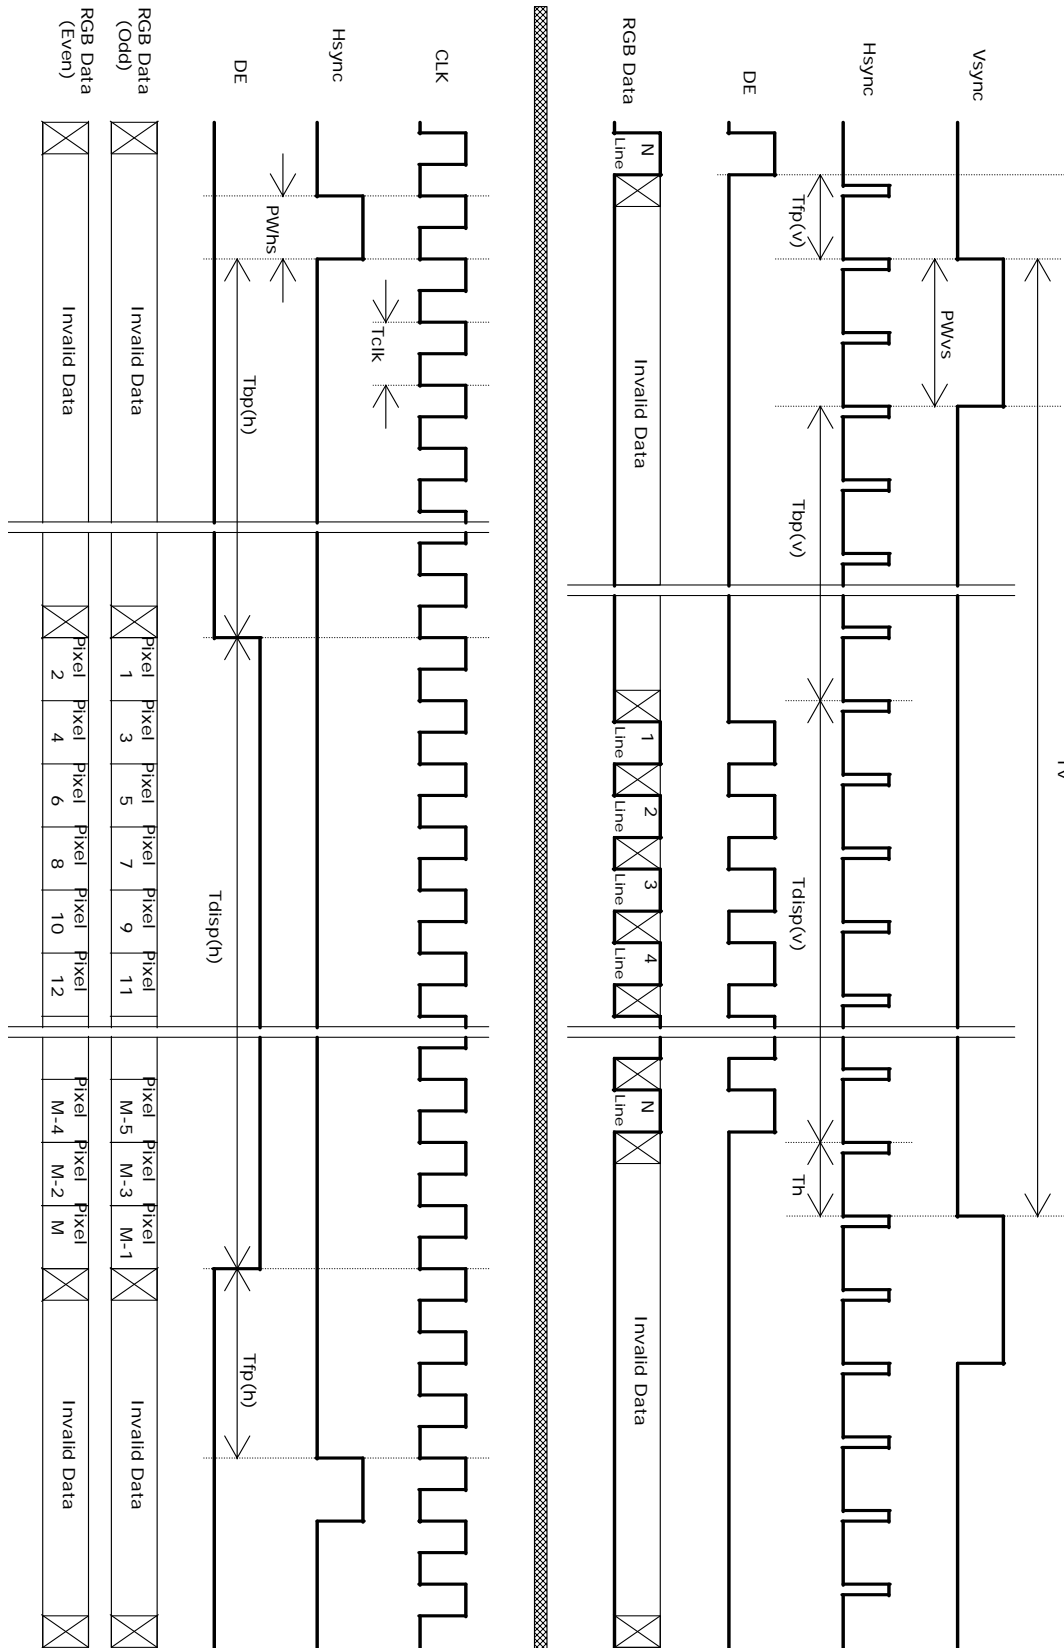 Vsync
PWvs
Hsync
Tfp(v) Tbp(v) Tdisp(v) Th
DE
RGB Data
N 1 2 3 4 N
Invalid Data Invalid Data
Line Line Line Line Line Line
CLK
Tclk
Hsync
PWhs
DE
Tbp(h) Tdisp(h) Tfp(h)
RGB Data
(Odd)
Pixel Pixel Pixel Pixel Pixel Pixel Pixel Pixel Pixel
Invalid Data 1 3 5 7 9 11 M-5 M-3 M-1 Invalid Data
RGB Data
(Even)
Pixel Pixel Pixel Pixel Pixel Pixel Pixel Pixel Pixel
Invalid Data 2 4 6 8 10 12 M-4 M-2 M Invalid Data